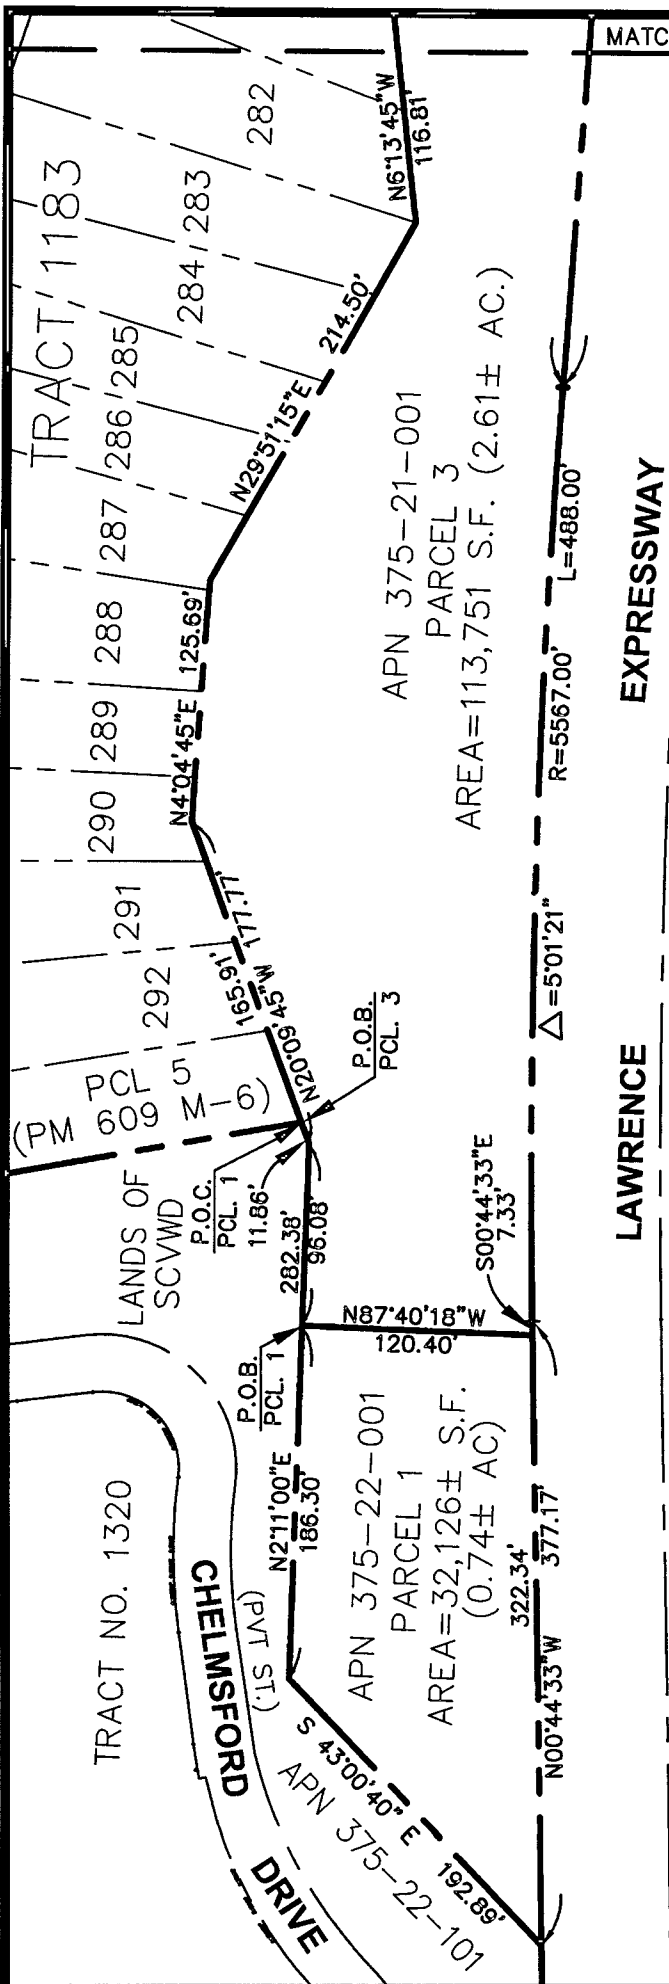 MATC
282
N6°13'45"W
116.81'
TRACT 1183
283
284
214.50'
285
286
N29°51'15"E
APN 375-21-001
PARCEL 3
AREA=113,751 S.F. (2.61± AC.)
L=488.00'
EXPRESSWAY
287
288
125.69'
R=5567.00'
289
N4°04'45"E
290
291
177.77'
165.91'
N20°09'45"W
292
△=5°01'21"
P.O.B.
PCL. 3
PCL 5
(PM 609 M-6)
LAWRENCE
LANDS OF
SCVWD
P.O.C.
PCL. 1
11.86'
282.38'
96.08'
S00°44'33"E
7.33'
N87°40'18"W
120.40'
P.O.B.
PCL. 1
TRACT NO. 1320
N2°11'00"E
186.30'
APN 375-22-001
PARCEL 1
AREA=32,126± S.F.
(0.74± AC)
322.34'
377.17'
N00°44'33"W
CHELMSFORD
(PVT ST.)
DRIVE
S 43°00'40" E
192.89'
APN 375-22-101